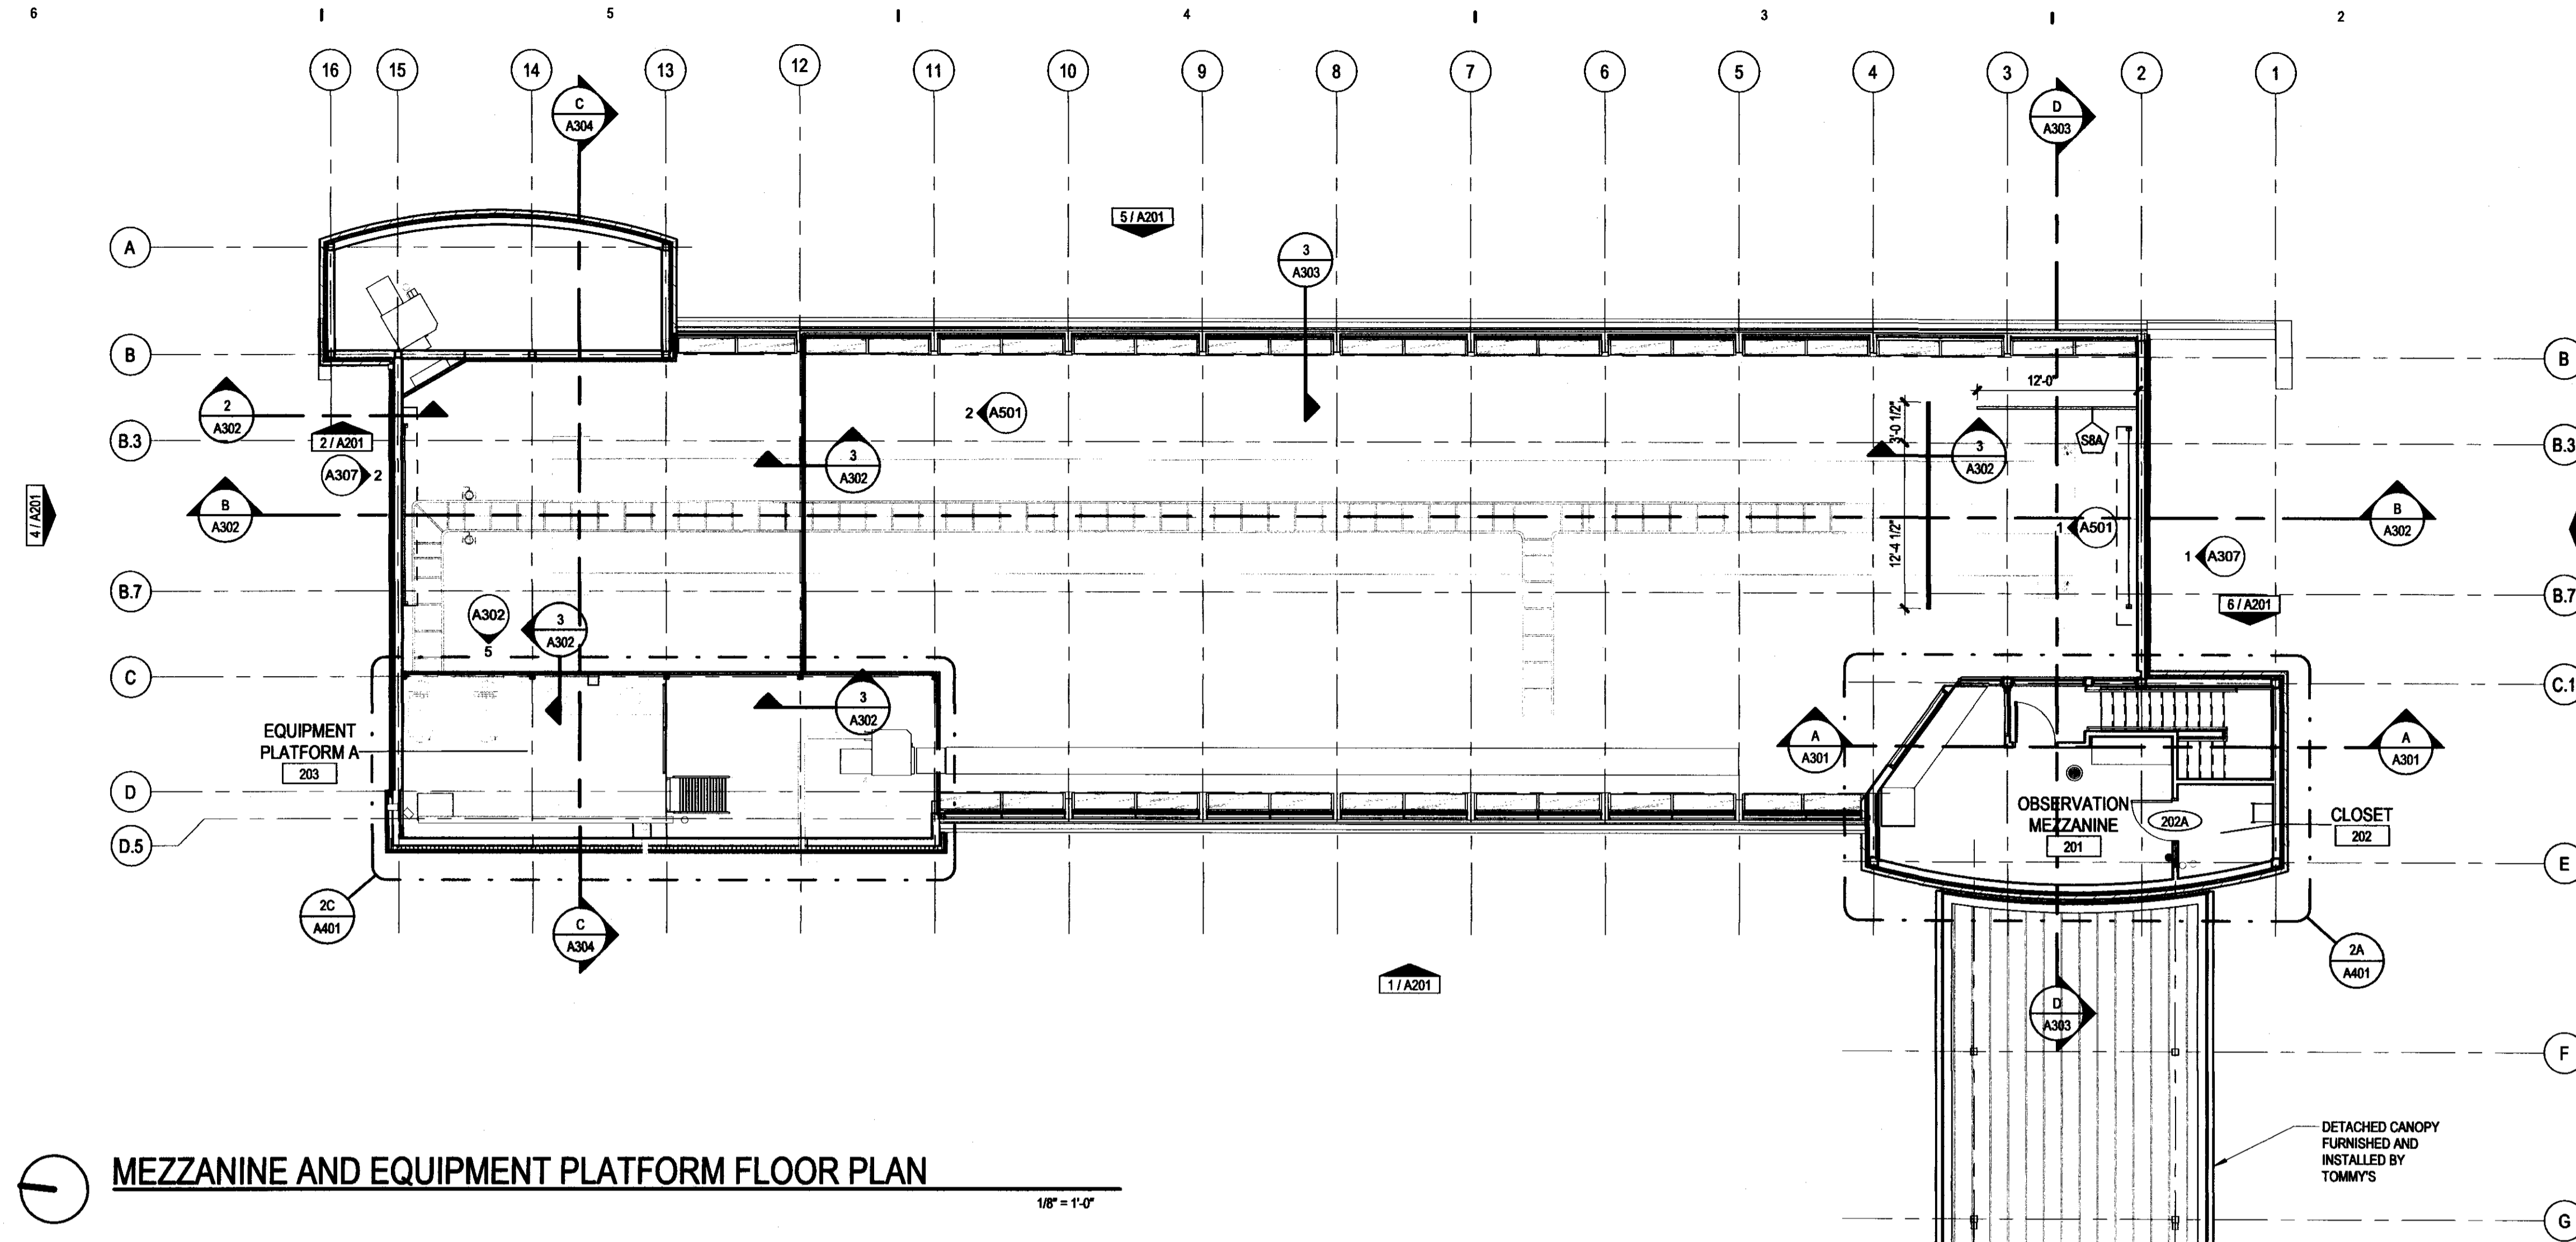 6 5 4 3 2
16 15 14 13 12 11 10 9 8 7 6 5 4 3 2 1
C
A304
D
A303
5 / A201
A
3
A303
B
B
12'-0"
2
A302
2 / A201
B.3
2 A501
3'-0 1/2"
S8A
B.3
3
A302
3
A302
A307 2
4 / A201
B
A302
B
A302
1 A501
12'-4 1/2"
1 A307
B.7
B.7
A302
5
3
A302
6 / A201
C
C.1
3
A302
EQUIPMENT
PLATFORM A
203
A
A301
A
A301
D
OBSERVATION
MEZZANINE
201
202A
CLOSET
202
D.5
E
2C
A401
C
A304
2A
A401
1 / A201
D
A303
F
DETACHED CANOPY
FURNISHED AND
INSTALLED BY
TOMMY'S
MEZZANINE AND EQUIPMENT PLATFORM FLOOR PLAN
1/8" = 1'-0"
G